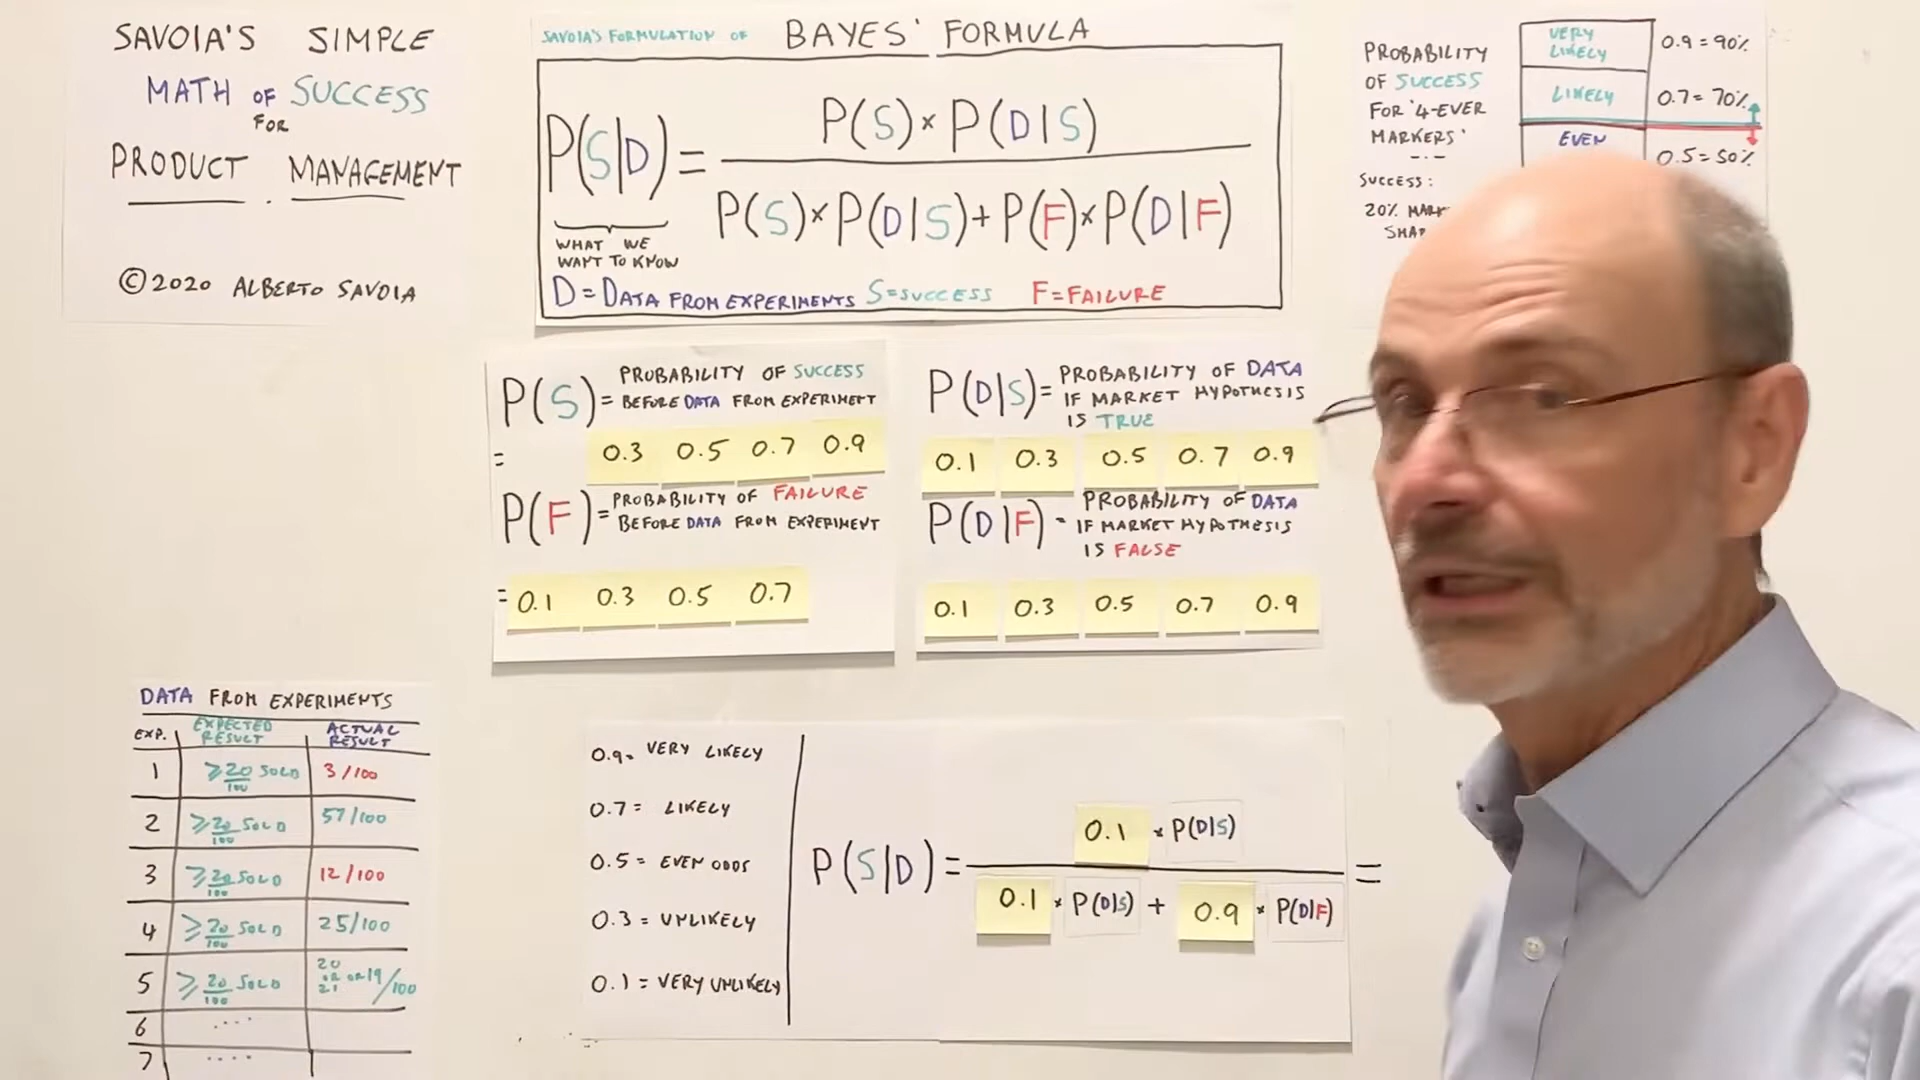 SAVOIA'S SIMPLE
MATH OF SUCCESS
FOR
PRODUCT MANAGEMENT
©2020 ALBERTO SAVOIA
SAVOIA'S FORMULATION OF BAYES' FORMULA
P(S|D) = P(S) × P(D|S)
P(S) × P(D|S) + P(F) × P(D|F)
WHAT WE
WANT TO KNOW
D = DATA FROM EXPERIMENTS S=SUCCESS F=FAILURE
PROBABILITY
OF SUCCESS
FOR '4-EVER
MARKERS'
-·-
SUCCESS:
20%
VERY LIKELY 0.9 = 90%
LIKELY 0.7 = 70%
EVEN 0.5 = 50%
P(S) = PROBABILITY OF SUCCESS
BEFORE DATA FROM EXPERIMENT
= 0.3 0.5 0.7 0.9
P(F) = PROBABILITY OF FAILURE
BEFORE DATA FROM EXPERIMENT
= 0.1 0.3 0.5 0.7
P(D|S) = PROBABILITY OF DATA
IF MARKET HYPOTHESIS
IS TRUE
0.1 0.3 0.5 0.7 0.9
P(D|F) - PROBABILITY OF DATA
IF MARKET HYPOTHESIS
IS FALSE
0.1 0.3 0.5 0.7 0.9
DATA FROM EXPERIMENTS
EXP. EXPECTED RESULT ACTUAL RESULT
1 ≥20/100 SOLD 3/100
2 ≥20/100 SOLD 57/100
3 ≥20/100 SOLD 12/100
4 ≥20/100 SOLD 25/100
5 ≥20/100 SOLD 20 OR 21 OR 19/100
6 ....
7 ....
0.9= VERY LIKELY
0.7= LIKELY
0.5= EVEN ODDS
0.3= UNLIKELY
0.1= VERY UNLIKELY
P(S|D) = 0.1 × P(D|S)
0.1 × P(D|S) + 0.9 × P(D|F) =